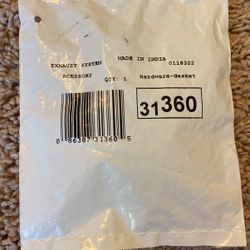 EXHAUST SYSTEM MADE IN INDIA 0118322
ACESSORY QTY: 1 Hardware-Gasket
31360
0 86387 31360 5